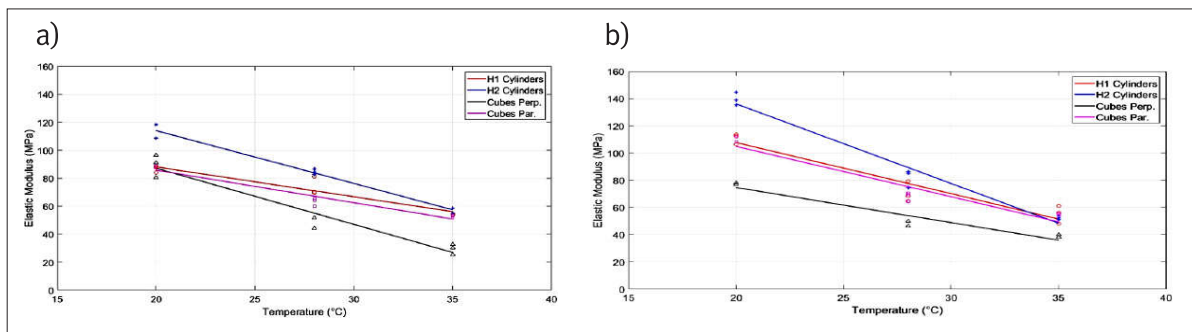 a)
160
140
120
100
80
60
40
20
0
15
20
25
30
35
40
Elastic Modulus (MPa)
Temperature (°C)
H1 Cylinders
H2 Cylinders
Cubes Perp.
Cubes Par.
b)
160
140
120
100
80
60
40
20
0
15
20
25
30
35
40
Elastic Modulus (MPa)
Temperature (°C)
H1 Cylinders
H2 Cylinders
Cubes Perp.
Cubes Par.